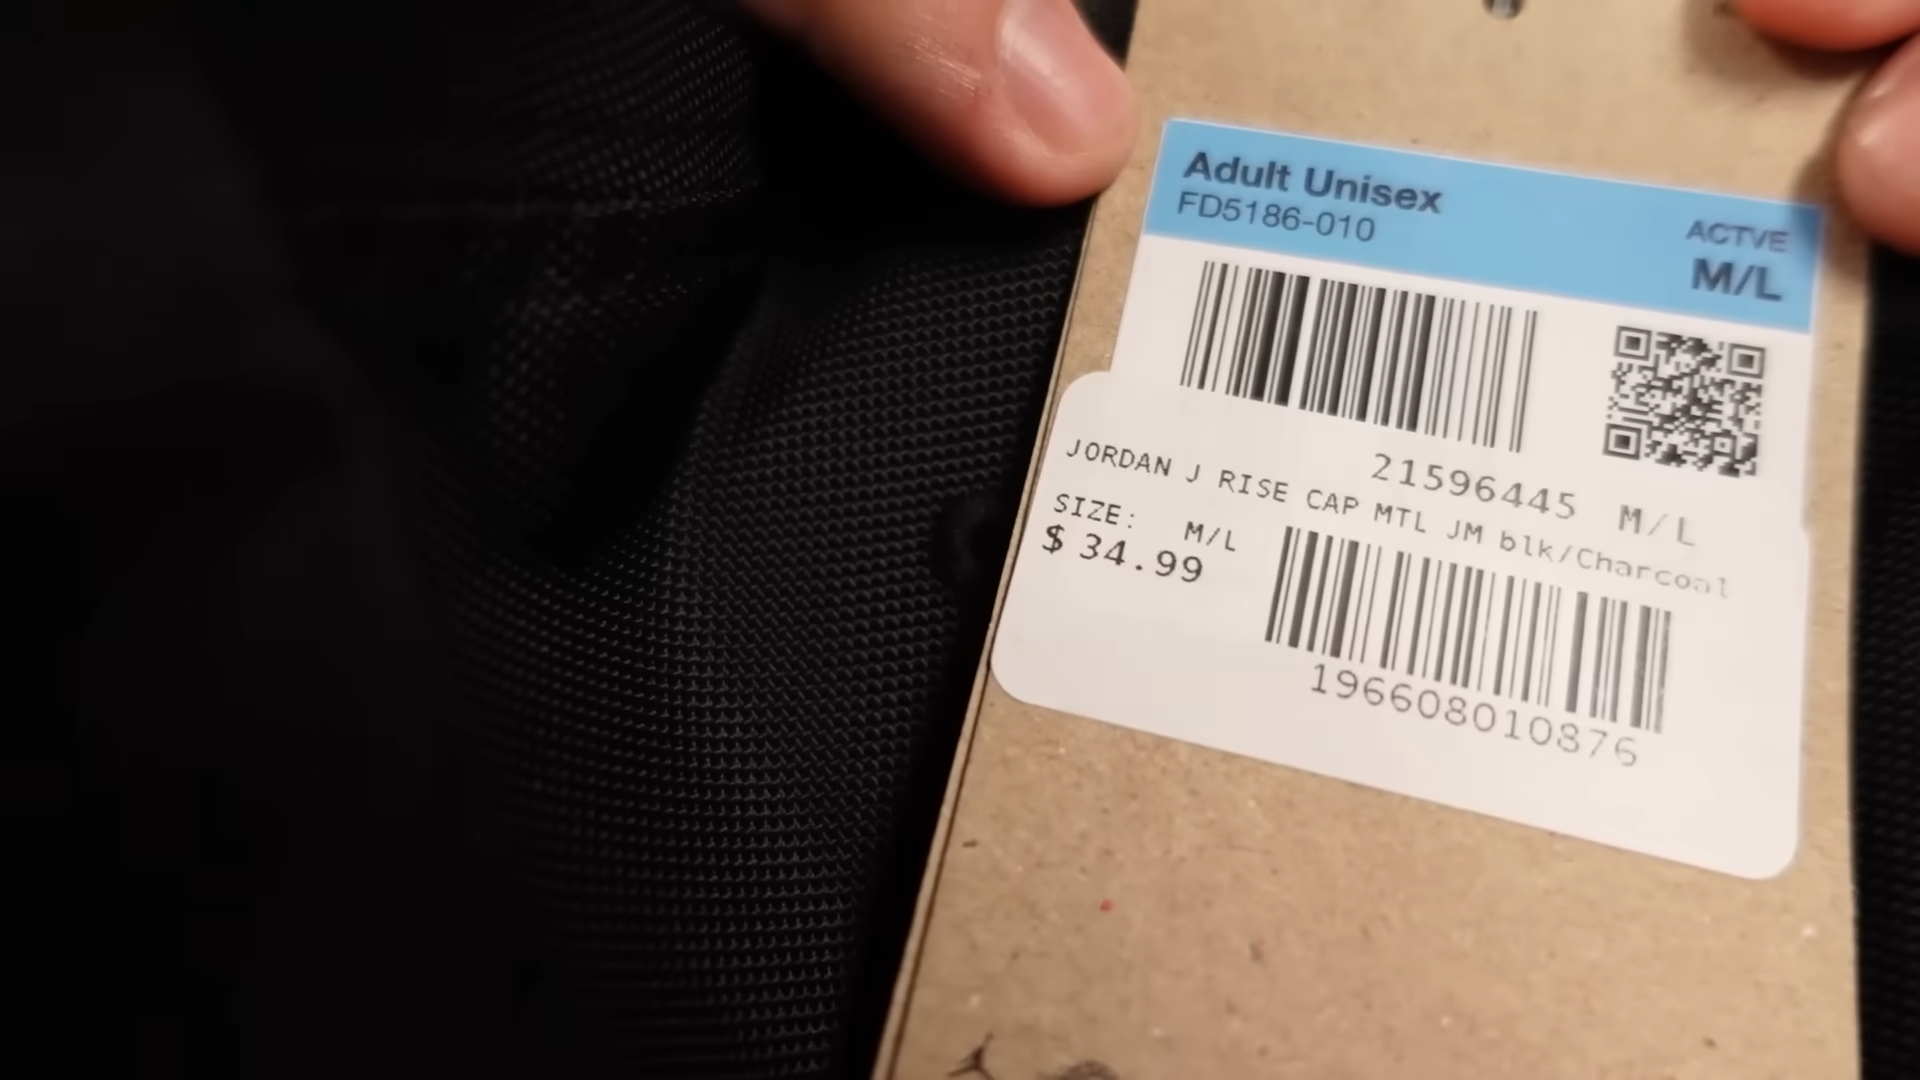 Adult Unisex
FD5186-010
ACTVE
M/L
21596445 M/L
JORDAN J RISE CAP MTL JM blk/Charcoal
SIZE: M/L
$ 34.99
196608010876